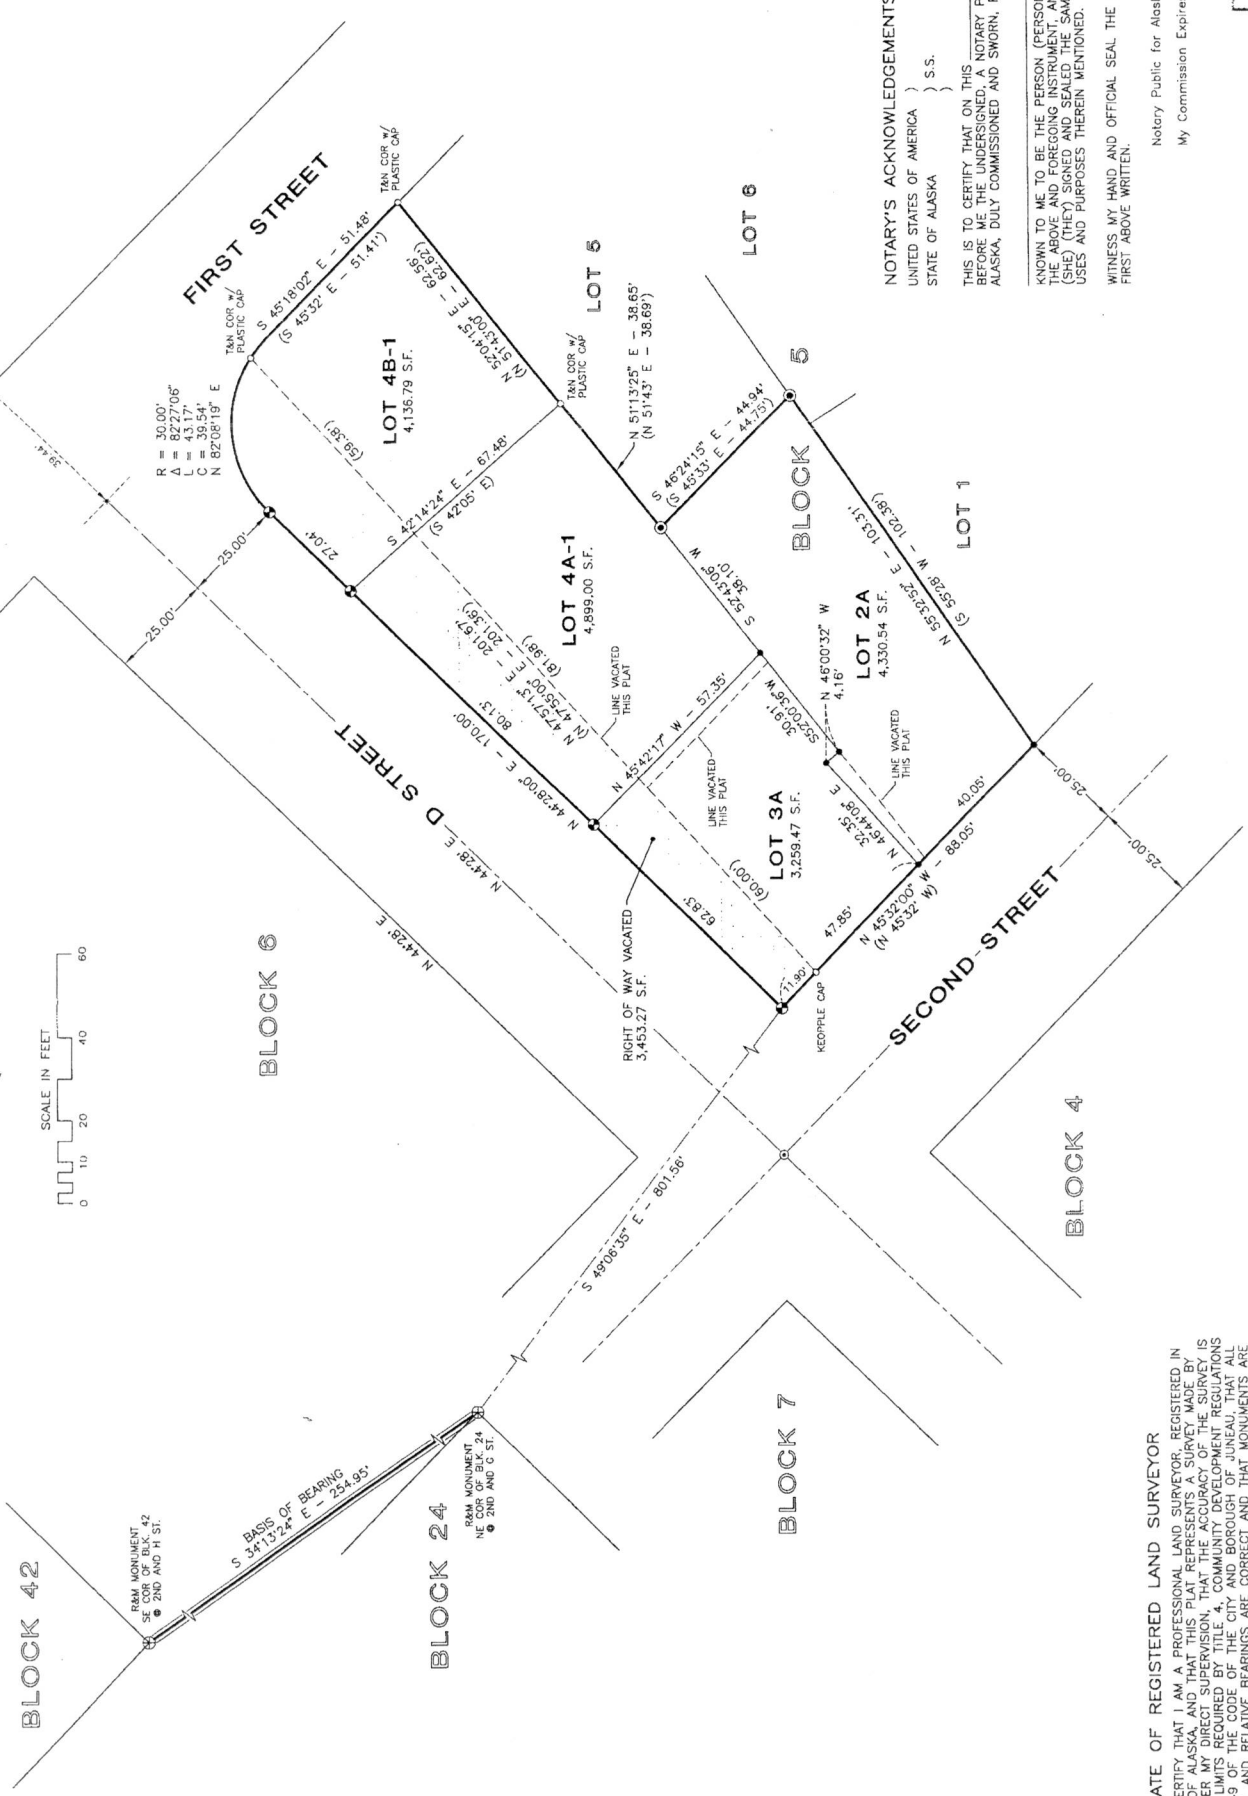 BLOCK 42
R&M MONUMENT
SE COR OF BLK. 42
@ 2ND AND H ST.
BASIS OF BEARING
S 34°13'24" E - 254.95'
BLOCK 24
R&M MONUMENT
NE COR OF BLK. 24
@ 2ND AND C ST.
SCALE IN FEET
0 10 20 40 60
BLOCK 6
BLOCK 7
BLOCK 4
S 49°06'35" E - 801.56'
N 44°28' E
N 44°28' E
D STREET
25.00'
25.00'
39.44'
R = 30.00'
Δ = 82°27'06"
L = 43.17'
C = 39.54'
N 82°08'19" E
FIRST STREET
T&N COR w/
PLASTIC CAP
S 45°18'02" E - 51.48'
(S 45°32' E - 51.41')
T&N COR w/
PLASTIC CAP
27.04'
(59.38')
LOT 4B-1
4,136.79 S.F.
N 52°04'15" E - 62.56'
(N 51°43'00" E - 62.62')
S 42°14'24" E - 67.48'
(S 42°05' E)
T&N COR w/
PLASTIC CAP
LOT 5
LOT 6
N 44°28'00" E - 170.00'
80.13'
N 47°57'13" E - 201.67'
(N 47°55'00" E - 201.36')
(81.98')
LINE VACATED
THIS PLAT
LOT 4A-1
4,899.00 S.F.
N 51°13'25" E - 38.65'
(N 51°43' E - 38.69')
S 46°24'15" E - 44.94'
(S 45°33' E - 44.75')
BLOCK 5
S 52°43'06" W
38.10'
N 45°42'17" W - 57.35'
LINE VACATED
THIS PLAT
30.91'
S52°00'36"W
N 46°00'32" W
4.16'
LOT 2A
4,330.54 S.F.
N 55°32'52" E - 103.31'
(S 55°28' W - 102.38')
LOT 1
LINE VACATED
THIS PLAT
N 46°44'08" E
32.35'
LOT 3A
3,259.47 S.F.
(60.00')
62.83'
RIGHT OF WAY VACATED
3,453.27 S.F.
11.90'
KEOPPLE CAP
47.85'
40.05'
N 45°32'00" W - 88.05'
(N 45°32' W)
25.00'
25.00'
SECOND STREET
NOTARY'S ACKNOWLEDGEMENTS
UNITED STATES OF AMERICA )
STATE OF ALASKA ) S.S.
)
THIS IS TO CERTIFY THAT ON THIS
BEFORE ME THE UNDERSIGNED, A NOTARY
ALASKA, DULY COMMISSIONED AND SWORN,
KNOWN TO ME TO BE THE PERSON
THE ABOVE AND FOREGOING INSTRUMENT,
(SHE) (THEY) SIGNED AND SEALED THE
USES AND PURPOSES THEREIN MENTIONED.
WITNESS MY HAND AND OFFICIAL SEAL THE
FIRST ABOVE WRITTEN.
Notary Public for
My Commission
ATE OF REGISTERED LAND SURVEYOR
ERTIFY THAT I AM A PROFESSIONAL LAND SURVEYOR, REGISTERED IN
OF ALASKA, AND THAT THIS PLAT REPRESENTS A SURVEY MADE BY
ER MY DIRECT SUPERVISION, THAT THE ACCURACY OF THE SURVEY IS
LIMITS REQUIRED BY TITLE 4, COMMUNITY DEVELOPMENT REGULATIONS
9 OF THE CODE OF THE CITY AND BOROUGH OF JUNEAU, THAT ALL
AND RELATIVE BEARINGS ARE CORRECT AND THAT MONUMENTS ARE